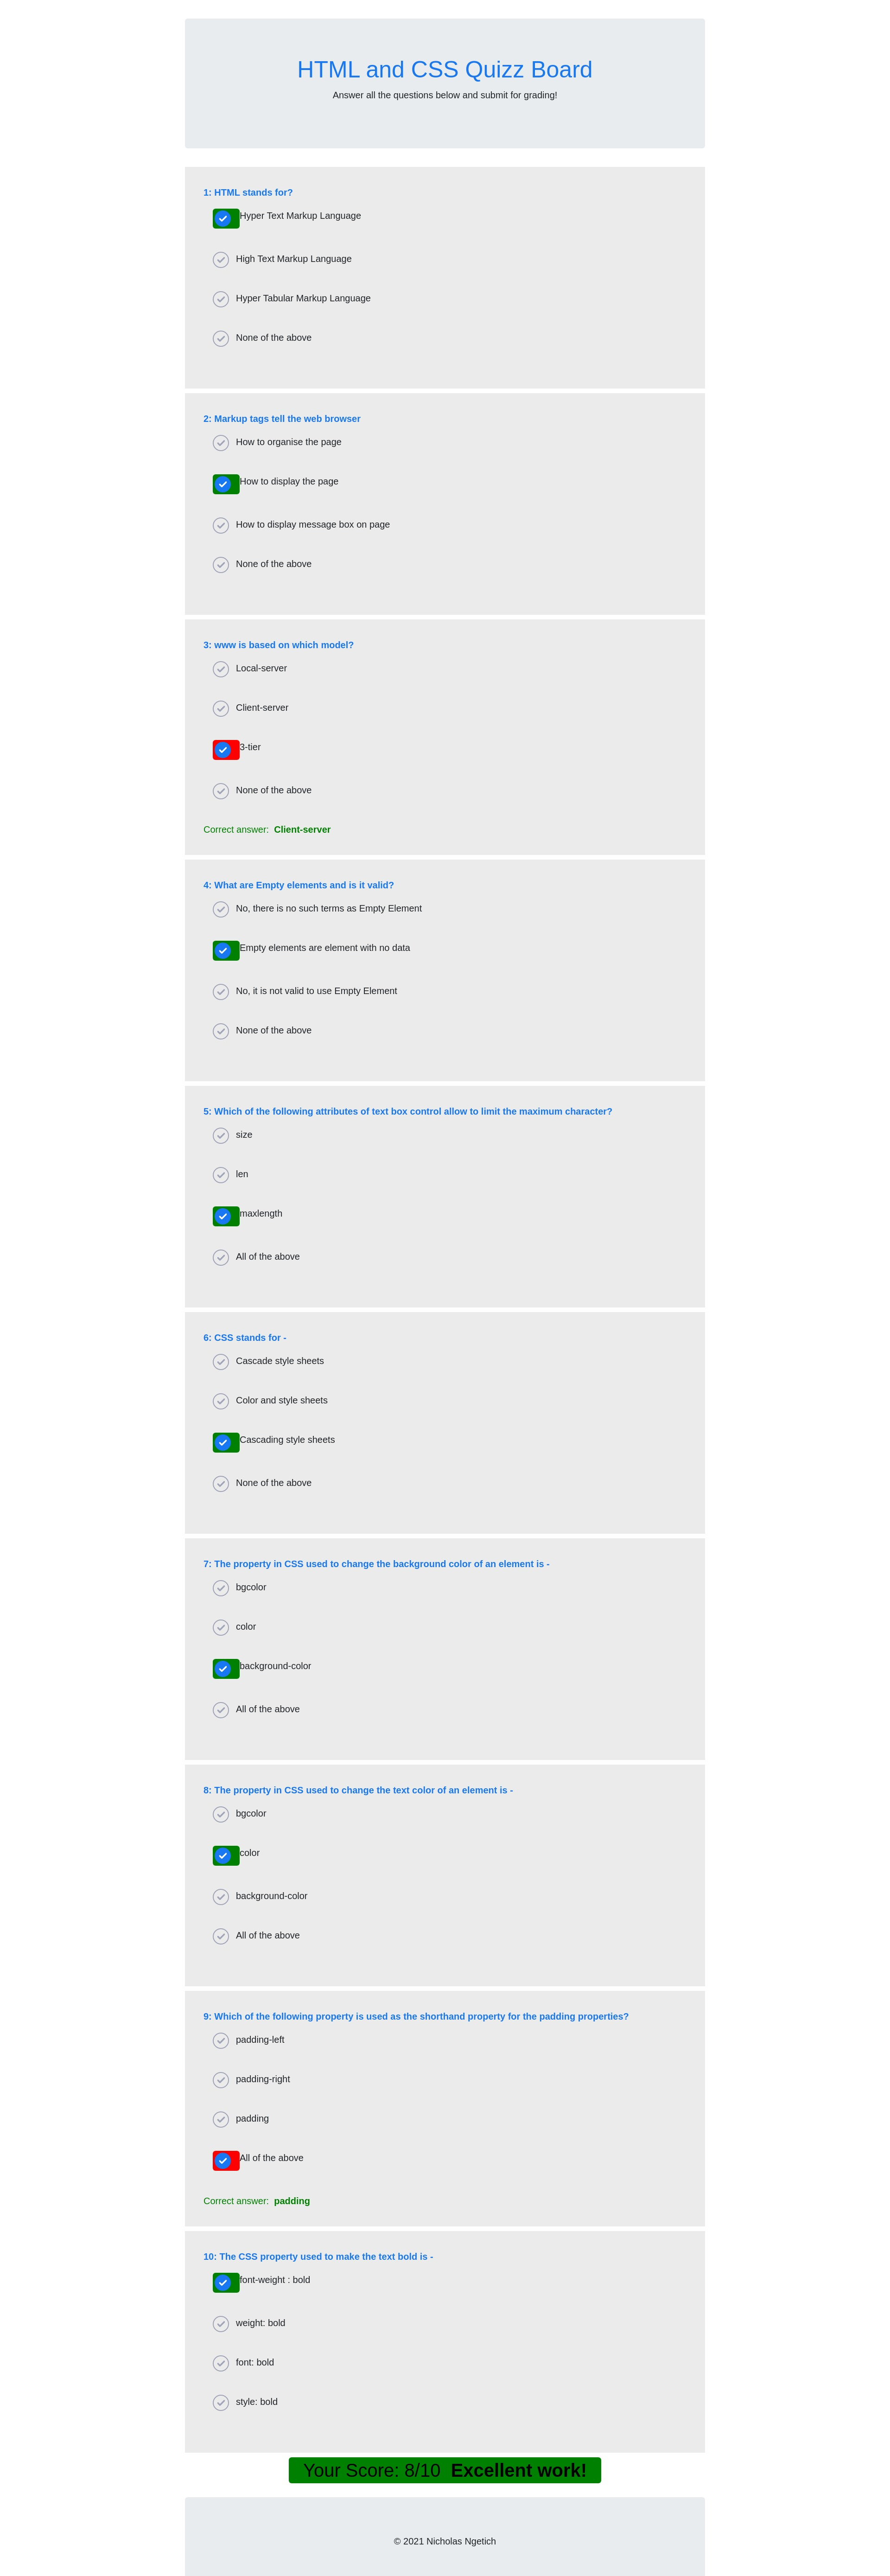 HTML and CSS Quizz Board
Answer all the questions below and submit for grading!
1: HTML stands for?
Hyper Text Markup Language
High Text Markup Language
Hyper Tabular Markup Language
None of the above
2: Markup tags tell the web browser
How to organise the page
How to display the page
How to display message box on page
None of the above
3: www is based on which model?
Local-server
Client-server
3-tier
None of the above
Correct answer: Client-server
4: What are Empty elements and is it valid?
No, there is no such terms as Empty Element
Empty elements are element with no data
No, it is not valid to use Empty Element
None of the above
5: Which of the following attributes of text box control allow to limit the maximum character?
size
len
maxlength
All of the above
6: CSS stands for -
Cascade style sheets
Color and style sheets
Cascading style sheets
None of the above
7: The property in CSS used to change the background color of an element is -
bgcolor
color
background-color
All of the above
8: The property in CSS used to change the text color of an element is -
bgcolor
color
background-color
All of the above
9: Which of the following property is used as the shorthand property for the padding properties?
padding-left
padding-right
padding
All of the above
Correct answer: padding
10: The CSS property used to make the text bold is -
font-weight : bold
weight: bold
font: bold
style: bold
Your Score: 8/10 Excellent work!
© 2021 Nicholas Ngetich